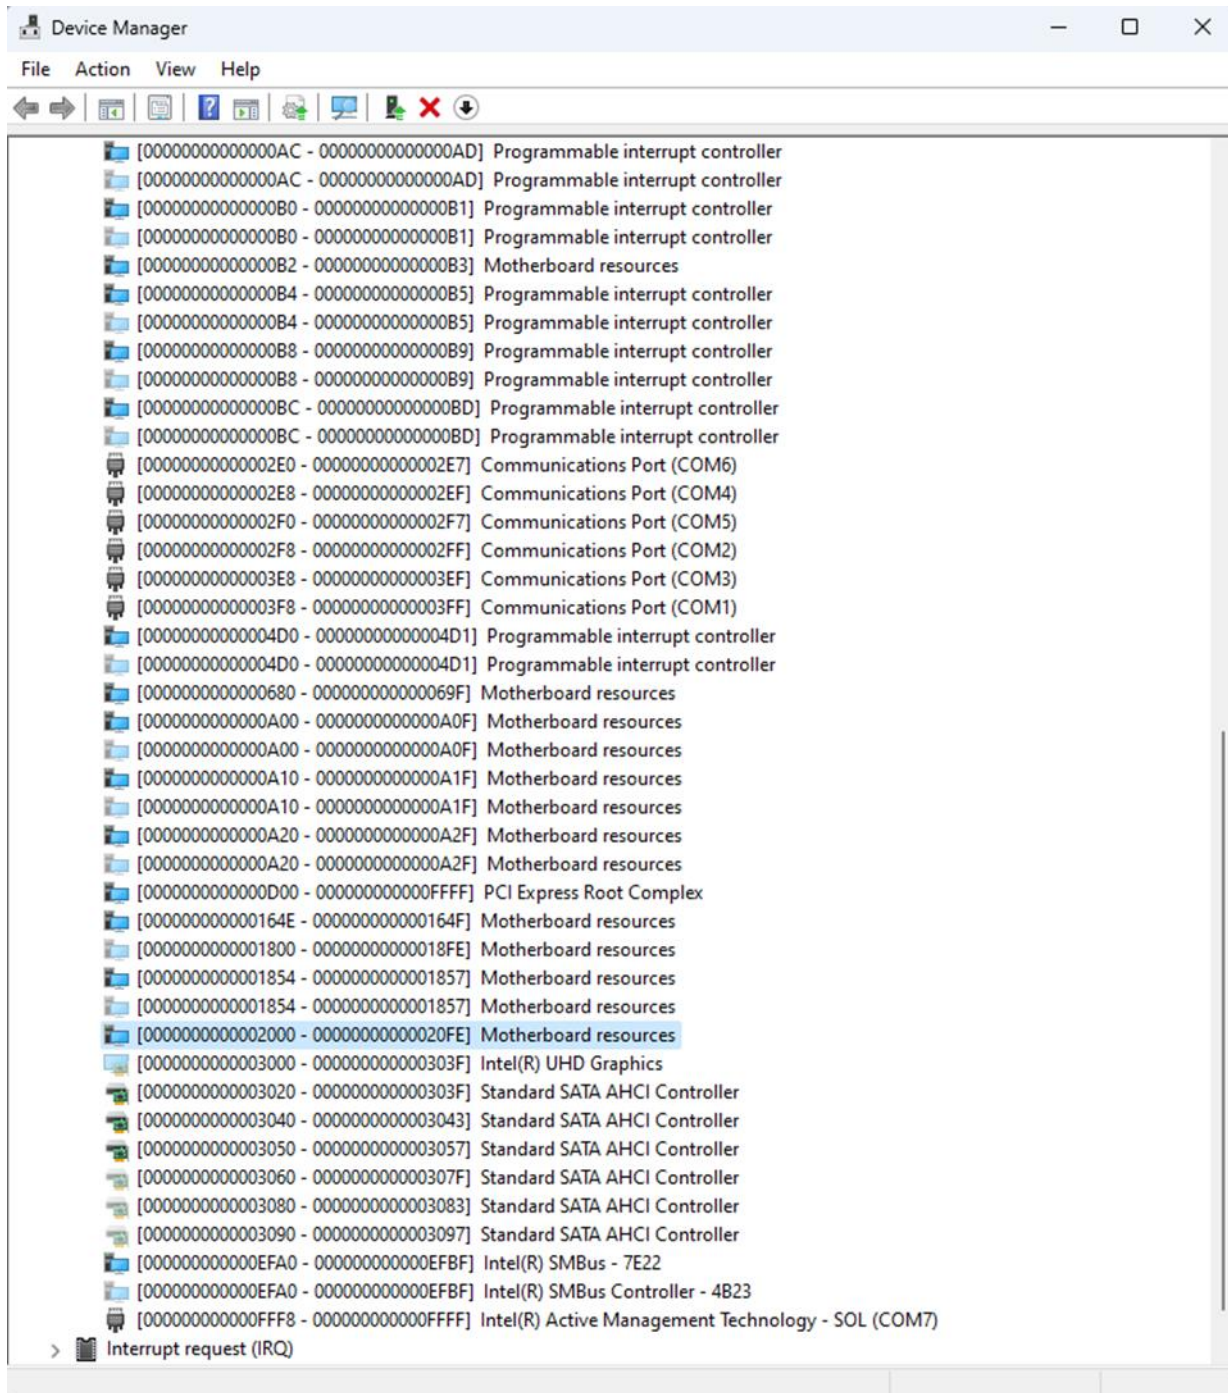 Device Manager
File Action View Help
[00000000000000AC - 00000000000000AD] Programmable interrupt controller
[00000000000000AC - 00000000000000AD] Programmable interrupt controller
[00000000000000B0 - 00000000000000B1] Programmable interrupt controller
[00000000000000B0 - 00000000000000B1] Programmable interrupt controller
[00000000000000B2 - 00000000000000B3] Motherboard resources
[00000000000000B4 - 00000000000000B5] Programmable interrupt controller
[00000000000000B4 - 00000000000000B5] Programmable interrupt controller
[00000000000000B8 - 00000000000000B9] Programmable interrupt controller
[00000000000000B8 - 00000000000000B9] Programmable interrupt controller
[00000000000000BC - 00000000000000BD] Programmable interrupt controller
[00000000000000BC - 00000000000000BD] Programmable interrupt controller
[00000000000002E0 - 00000000000002E7] Communications Port (COM6)
[00000000000002E8 - 00000000000002EF] Communications Port (COM4)
[00000000000002F0 - 00000000000002F7] Communications Port (COM5)
[00000000000002F8 - 00000000000002FF] Communications Port (COM2)
[00000000000003E8 - 00000000000003EF] Communications Port (COM3)
[00000000000003F8 - 00000000000003FF] Communications Port (COM1)
[00000000000004D0 - 00000000000004D1] Programmable interrupt controller
[00000000000004D0 - 00000000000004D1] Programmable interrupt controller
[0000000000000680 - 000000000000069F] Motherboard resources
[0000000000000A00 - 0000000000000A0F] Motherboard resources
[0000000000000A00 - 0000000000000A0F] Motherboard resources
[0000000000000A10 - 0000000000000A1F] Motherboard resources
[0000000000000A10 - 0000000000000A1F] Motherboard resources
[0000000000000A20 - 0000000000000A2F] Motherboard resources
[0000000000000A20 - 0000000000000A2F] Motherboard resources
[0000000000000D00 - 000000000000FFFF] PCI Express Root Complex
[000000000000164E - 000000000000164F] Motherboard resources
[0000000000001800 - 00000000000018FE] Motherboard resources
[0000000000001854 - 0000000000001857] Motherboard resources
[0000000000001854 - 0000000000001857] Motherboard resources
[0000000000002000 - 00000000000020FE] Motherboard resources
[0000000000003000 - 000000000000303F] Intel(R) UHD Graphics
[0000000000003020 - 000000000000303F] Standard SATA AHCI Controller
[0000000000003040 - 0000000000003043] Standard SATA AHCI Controller
[0000000000003050 - 0000000000003057] Standard SATA AHCI Controller
[0000000000003060 - 000000000000307F] Standard SATA AHCI Controller
[0000000000003080 - 0000000000003083] Standard SATA AHCI Controller
[0000000000003090 - 0000000000003097] Standard SATA AHCI Controller
[000000000000EFA0 - 000000000000EFBF] Intel(R) SMBus - 7E22
[000000000000EFA0 - 000000000000EFBF] Intel(R) SMBus Controller - 4B23
[000000000000FFF8 - 000000000000FFFF] Intel(R) Active Management Technology - SOL (COM7)
Interrupt request (IRQ)